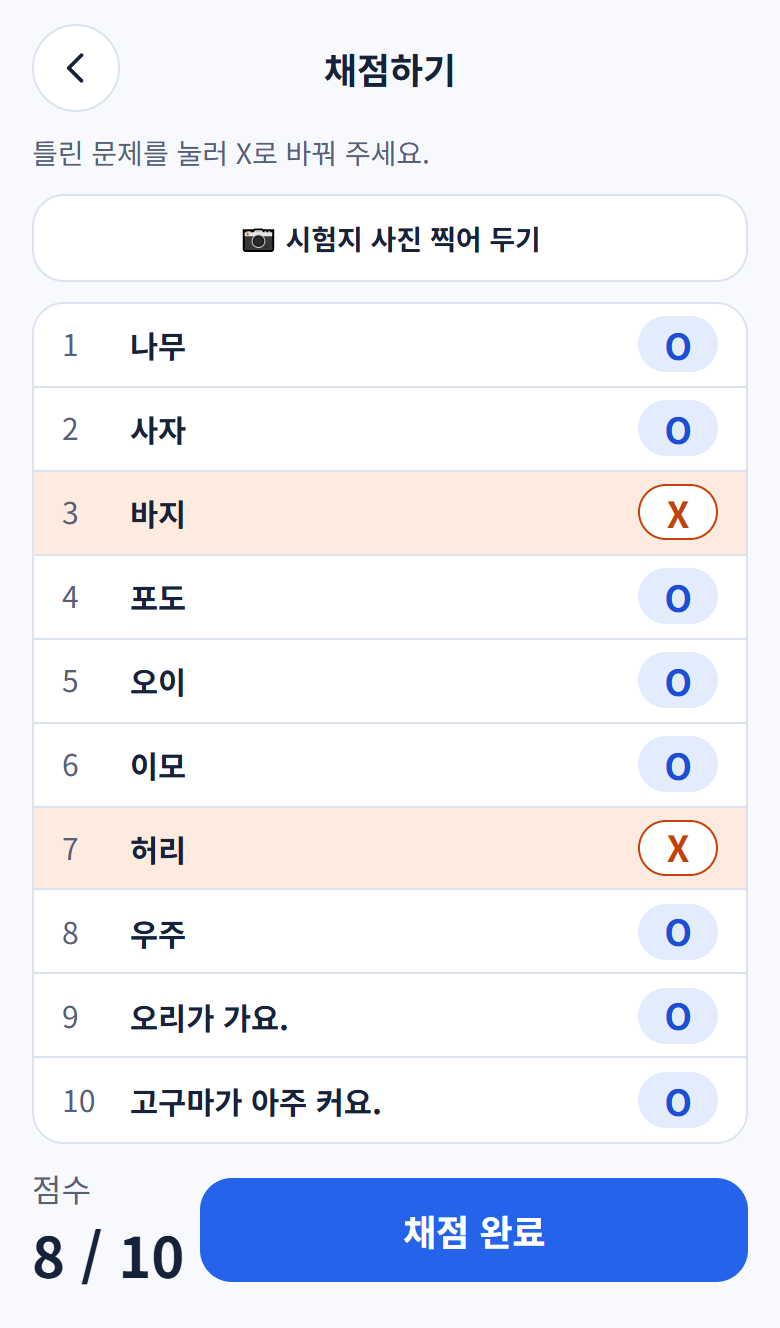 채점하기
틀린 문제를 눌러 X로 바꿔 주세요.
시험지 사진 찍어 두기
1 나무 O
2 사자 O
3 바지 X
4 포도 O
5 오이 O
6 이모 O
7 허리 X
8 우주 O
9 오리가 가요. O
10 고구마가 아주 커요. O
점수
8 / 10
채점 완료